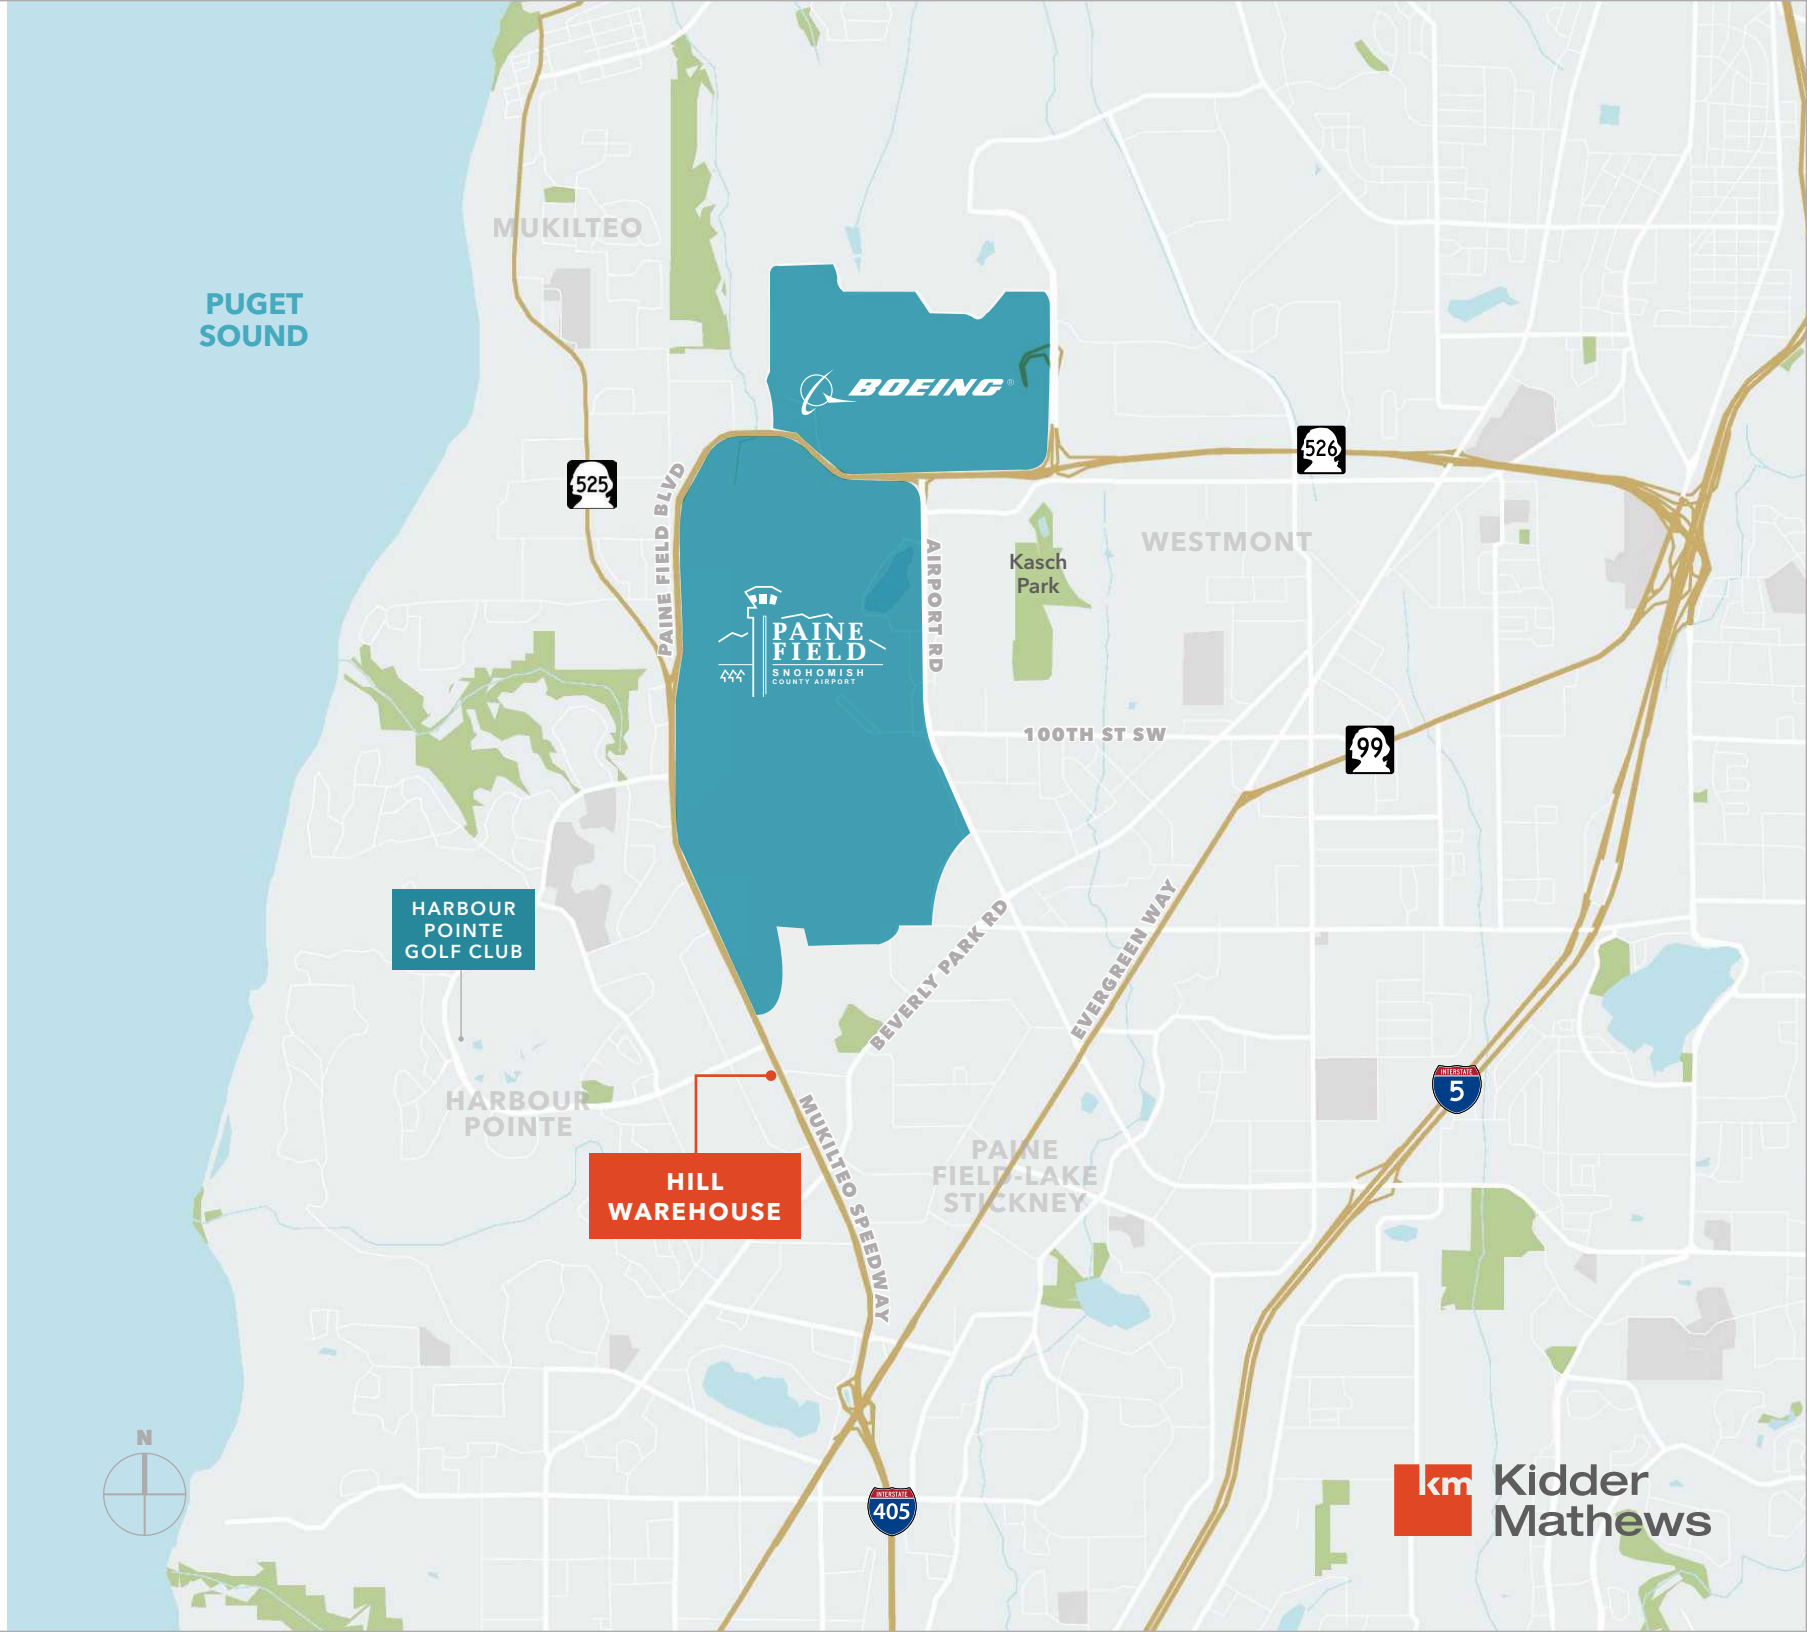 MUKILTEO
PUGET
SOUND
BOEING®
526
525
PAINE FIELD BLVD
WESTMONT
AIRPORT RD
Kasch
Park
PAINE
FIELD
SNOHOMISH
COUNTY AIRPORT
100TH ST SW
99
HARBOUR
POINTE
GOLF CLUB
BEVERLY PARK RD
EVERGREEN WAY
INTERSTATE
5
HARBOUR
POINTE
MUKILTEO SPEEDWAY
PAINE
FIELD-LAKE
STICKNEY
HILL
WAREHOUSE
N
INTERSTATE
405
km
Kidder
Mathews